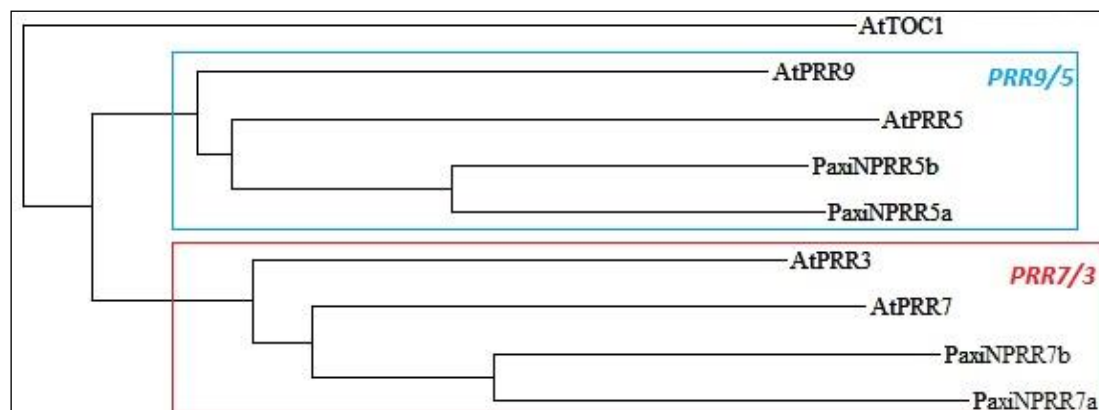 AtTOC1
AtPRR9
PRR9/5
AtPRR5
PaxiNPRR5b
PaxiNPRR5a
AtPRR3
PRR7/3
AtPRR7
PaxiNPRR7b
PaxiNPRR7a